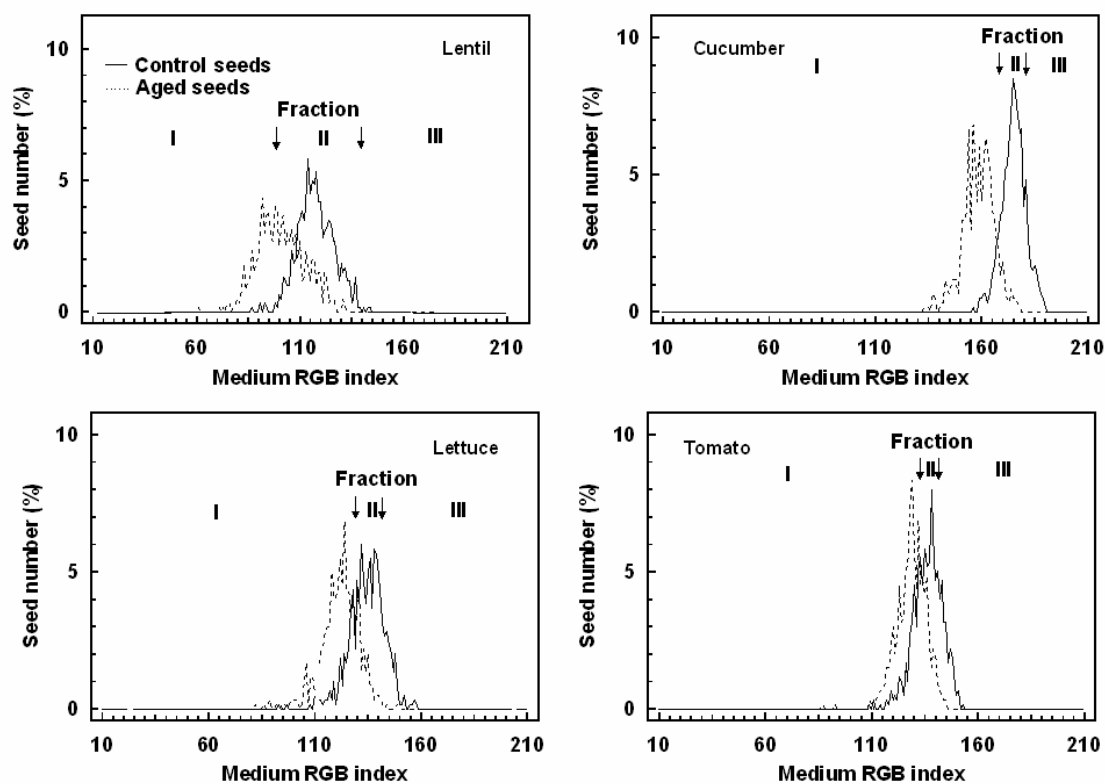 Lentil
10
5
0
Seed number (%)
Control seeds
Aged seeds
Fraction
I
II
III
10 60 110 160 210
Medium RGB index
Cucumber
10
5
0
Seed number (%)
Fraction
I
II
III
10 60 110 160 210
Medium RGB index
Lettuce
10
5
0
Seed number (%)
Fraction
I
II
III
10 60 110 160 210
Medium RGB index
Tomato
10
5
0
Seed number (%)
Fraction
I
II
III
10 60 110 160 210
Medium RGB index